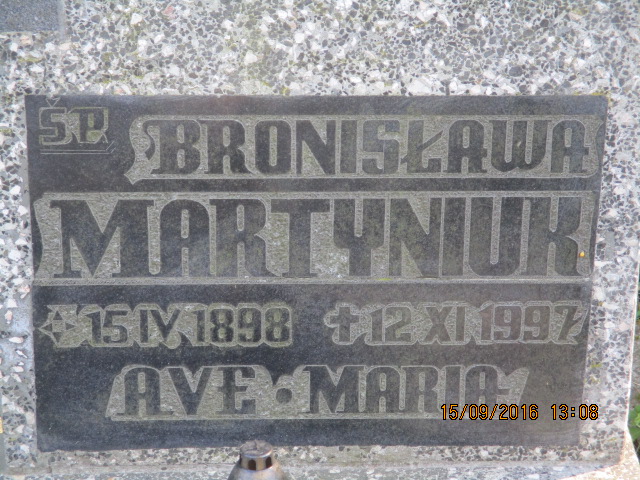 ŚP. BRONISŁAWA
MARTYNIUK
15 IV 1898 12 XI 1997
AVE • MARIA
15/09/2016 13:08